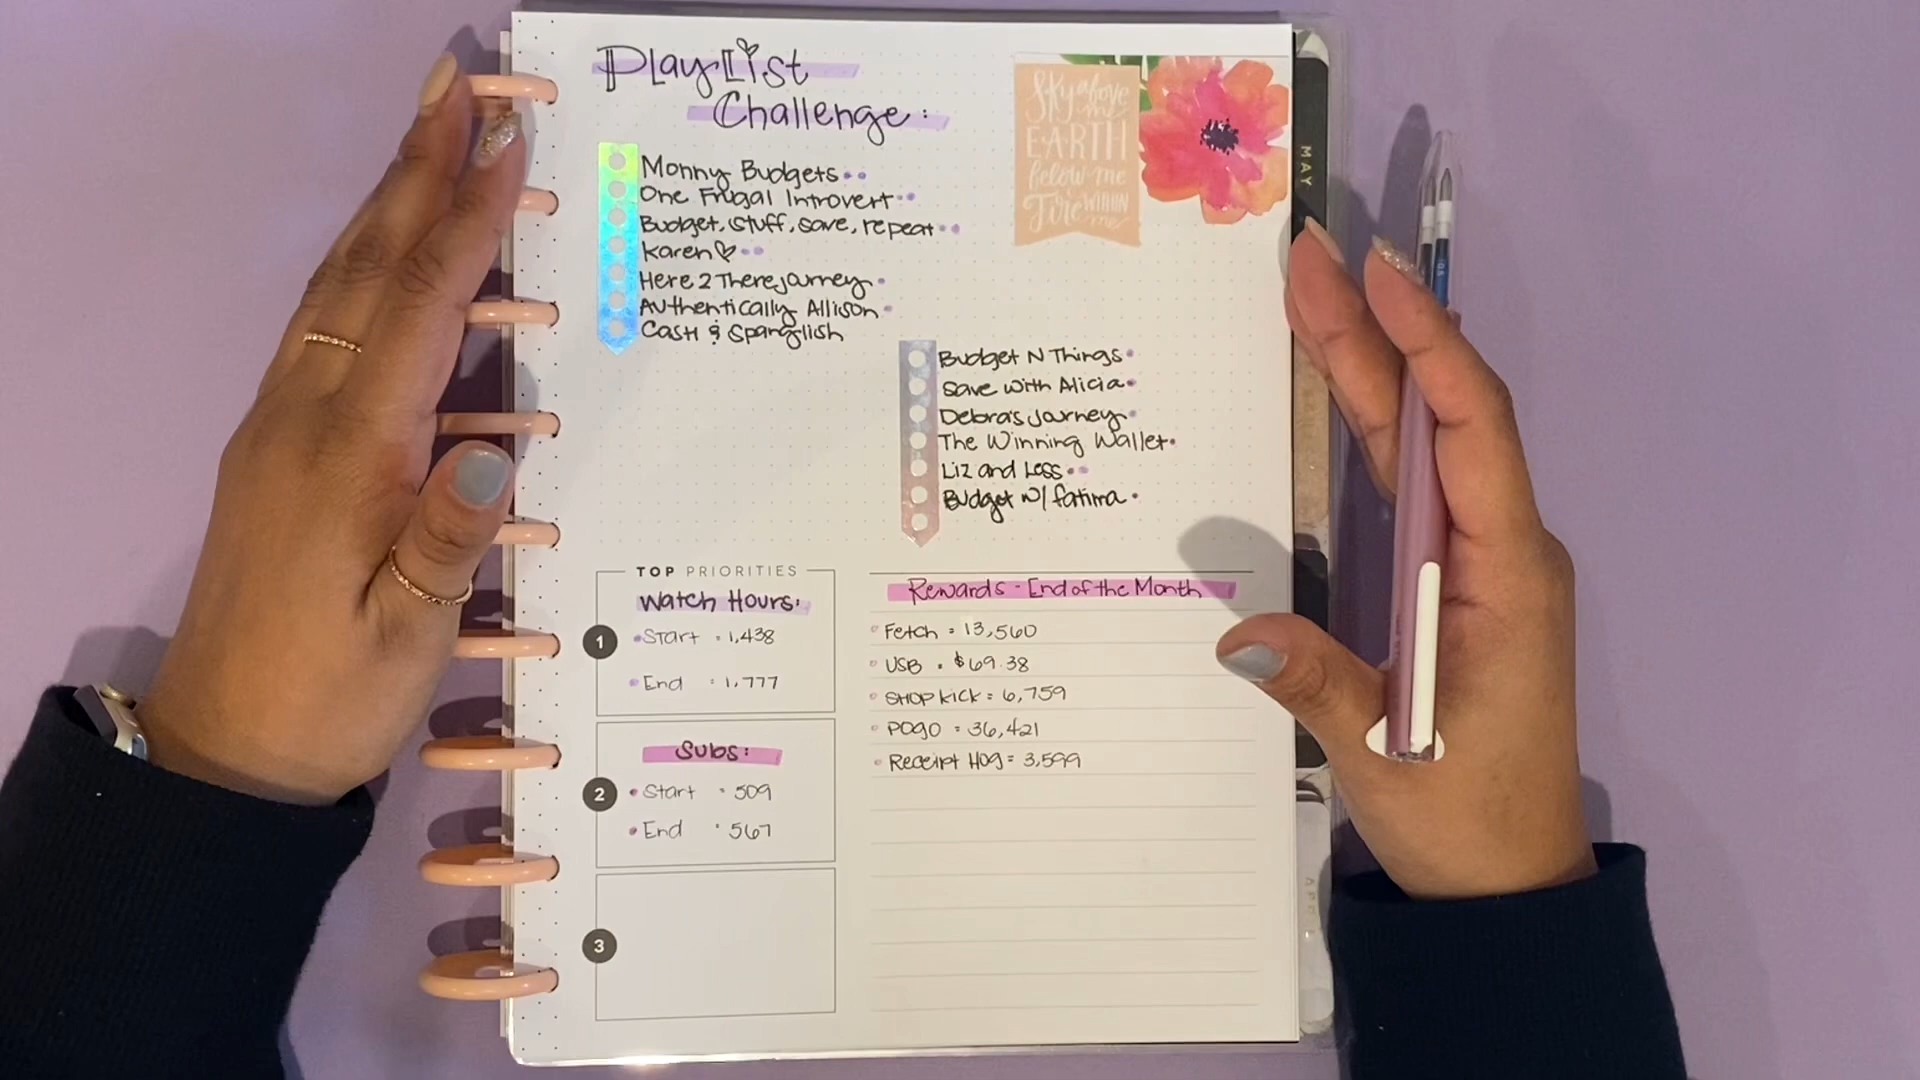 PlayList
Challenge:
Monny Budgets
One Frugal Introvert
Budget, stuff, save, repeat
Karen♡
Here 2 There journey
Authentically Allison
Cash & Spanglish
Sky above
me
EARTH
below me
Fire WITHIN
me
MAY
Budget N Things
Save with Alicia
Debra's Journey
The Winning Wallet
Liz and Less
Budget w/ fatima
TOP PRIORITIES
Watch Hours:
1
Start = 1,438
End = 1,777
Subs:
2
Start = 509
End = 567
3
Rewards - End of the Month
Fetch = 13,560
USB = $69.38
SHOPkick = 6,759
POGO = 36,421
Receipt HOG = 3,599